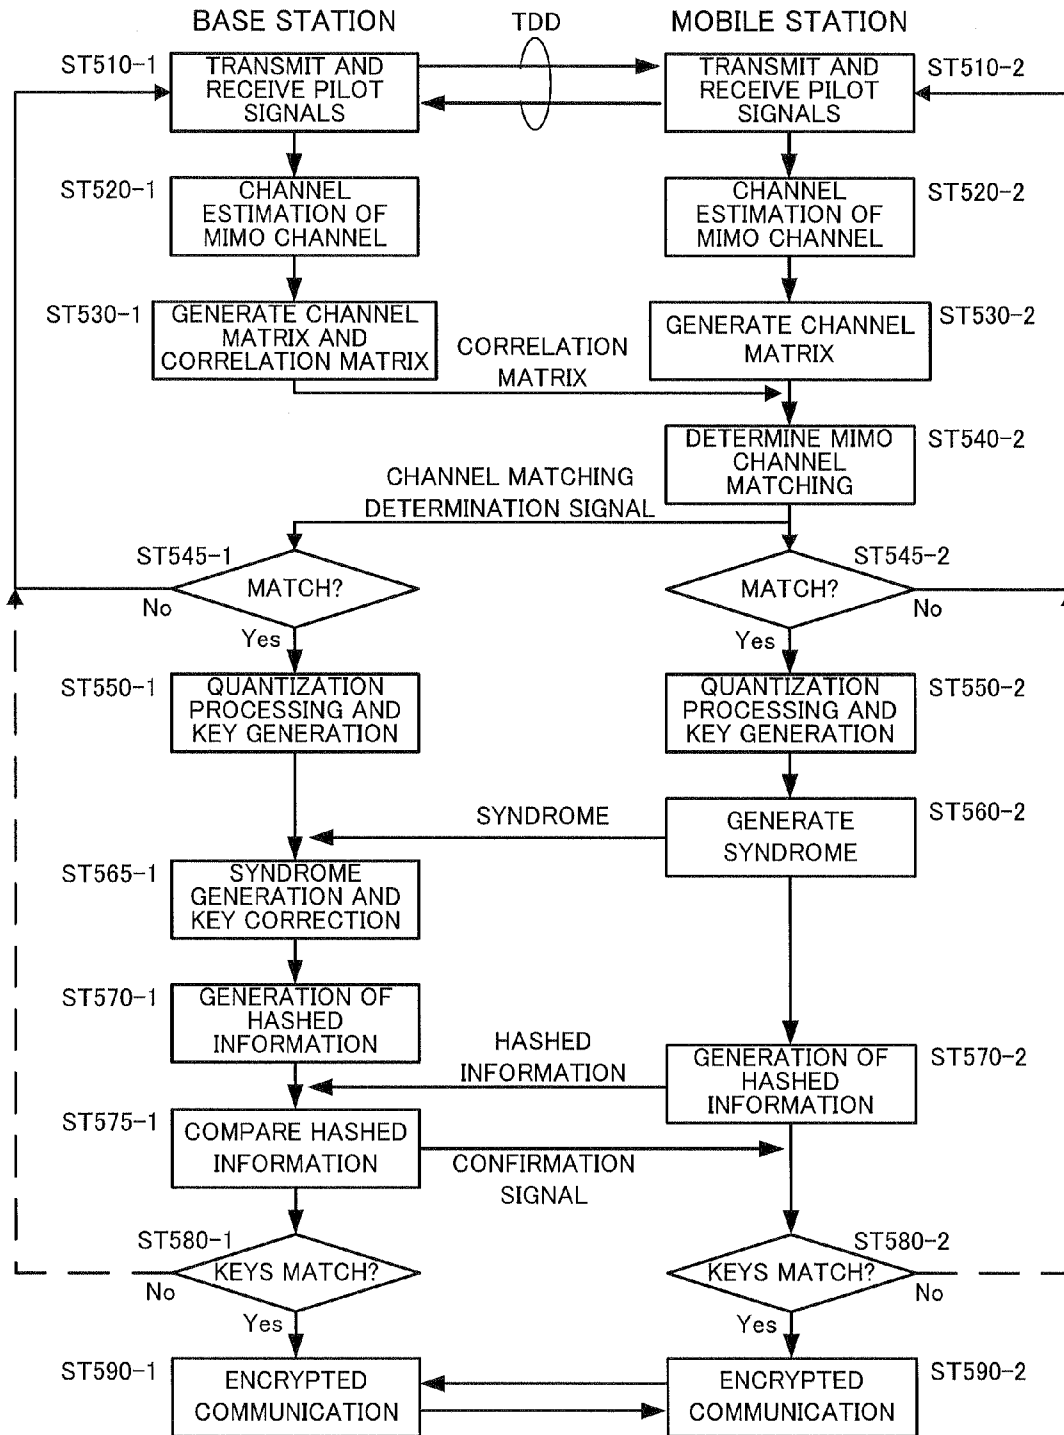 BASE STATION
TDD
MOBILE STATION
ST510-1
TRANSMIT AND
RECEIVE PILOT
SIGNALS
TRANSMIT AND
RECEIVE PILOT
SIGNALS
ST510-2
ST520-1
CHANNEL
ESTIMATION OF
MIMO CHANNEL
CHANNEL
ESTIMATION OF
MIMO CHANNEL
ST520-2
ST530-1
GENERATE CHANNEL
MATRIX AND
CORRELATION MATRIX
CORRELATION
MATRIX
GENERATE CHANNEL
MATRIX
ST530-2
DETERMINE MIMO
CHANNEL
MATCHING
ST540-2
CHANNEL MATCHING
DETERMINATION SIGNAL
ST545-1
MATCH?
No
Yes
ST545-2
MATCH?
No
Yes
ST550-1
QUANTIZATION
PROCESSING AND
KEY GENERATION
QUANTIZATION
PROCESSING AND
KEY GENERATION
ST550-2
SYNDROME
GENERATE
SYNDROME
ST560-2
ST565-1
SYNDROME
GENERATION AND
KEY CORRECTION
ST570-1
GENERATION OF
HASHED
INFORMATION
HASHED
INFORMATION
GENERATION OF
HASHED
INFORMATION
ST570-2
ST575-1
COMPARE HASHED
INFORMATION
CONFIRMATION
SIGNAL
ST580-1
KEYS MATCH?
No
Yes
ST580-2
KEYS MATCH?
No
Yes
ST590-1
ENCRYPTED
COMMUNICATION
ENCRYPTED
COMMUNICATION
ST590-2